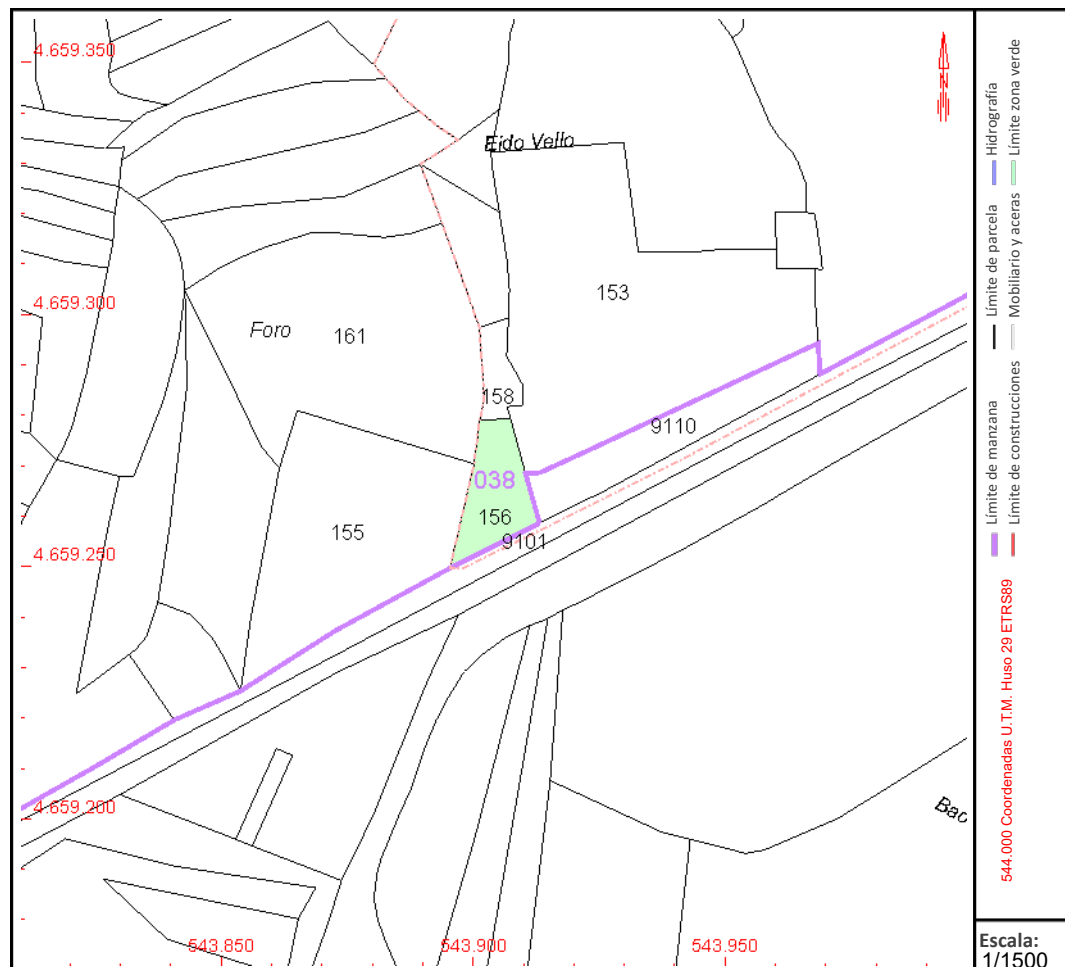 4.659.350
Eido Vello
4.659.300
153
Foro
161
158
9110
038
156
155
9101
4.659.250
4.659.200
543.850
543.900
543.950
N
Hidrografía
Límite zona verde
Límite de parcela
Mobiliario y aceras
Límite de manzana
Límite de construcciones
544.000 Coordenadas U.T.M. Huso 29 ETRS89
Escala:
1/1500